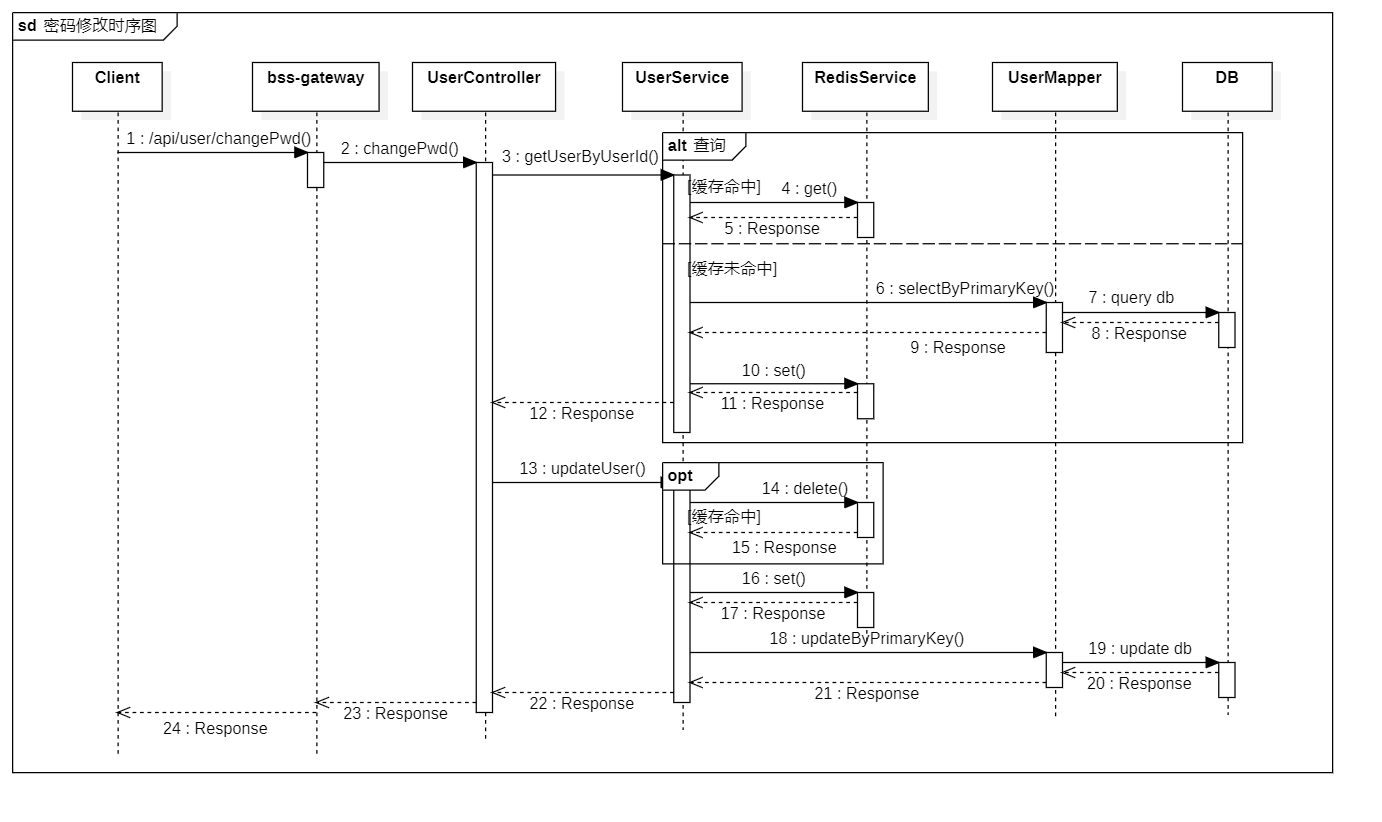 sd 密码修改时序图
Client
bss-gateway
UserController
UserService
RedisService
UserMapper
DB
1 : /api/user/changePwd()
2 : changePwd()
3 : getUserByUserId()
alt 查询
[缓存命中]
4 : get()
5 : Response
[缓存未命中]
6 : selectByPrimaryKey()
7 : query db
8 : Response
9 : Response
10 : set()
11 : Response
12 : Response
13 : updateUser()
opt
14 : delete()
[缓存命中]
15 : Response
16 : set()
17 : Response
18 : updateByPrimaryKey()
19 : update db
20 : Response
21 : Response
22 : Response
23 : Response
24 : Response